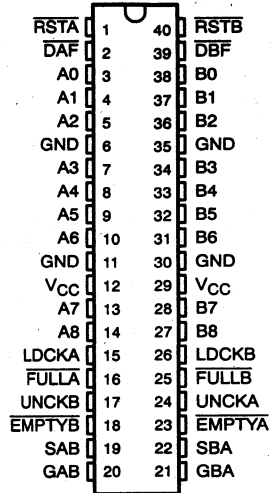 RSTA 1 40 RSTB
DAF 2 39 DBF
A0 3 38 B0
A1 4 37 B1
A2 5 36 B2
GND 6 35 GND
A3 7 34 B3
A4 8 33 B4
A5 9 32 B5
A6 10 31 B6
GND 11 30 GND
VCC 12 29 VCC
A7 13 28 B7
A8 14 27 B8
LDCKA 15 26 LDCKB
FULLA 16 25 FULLB
UNCKB 17 24 UNCKA
EMPTYB 18 23 EMPTYA
SAB 19 22 SBA
GAB 20 21 GBA